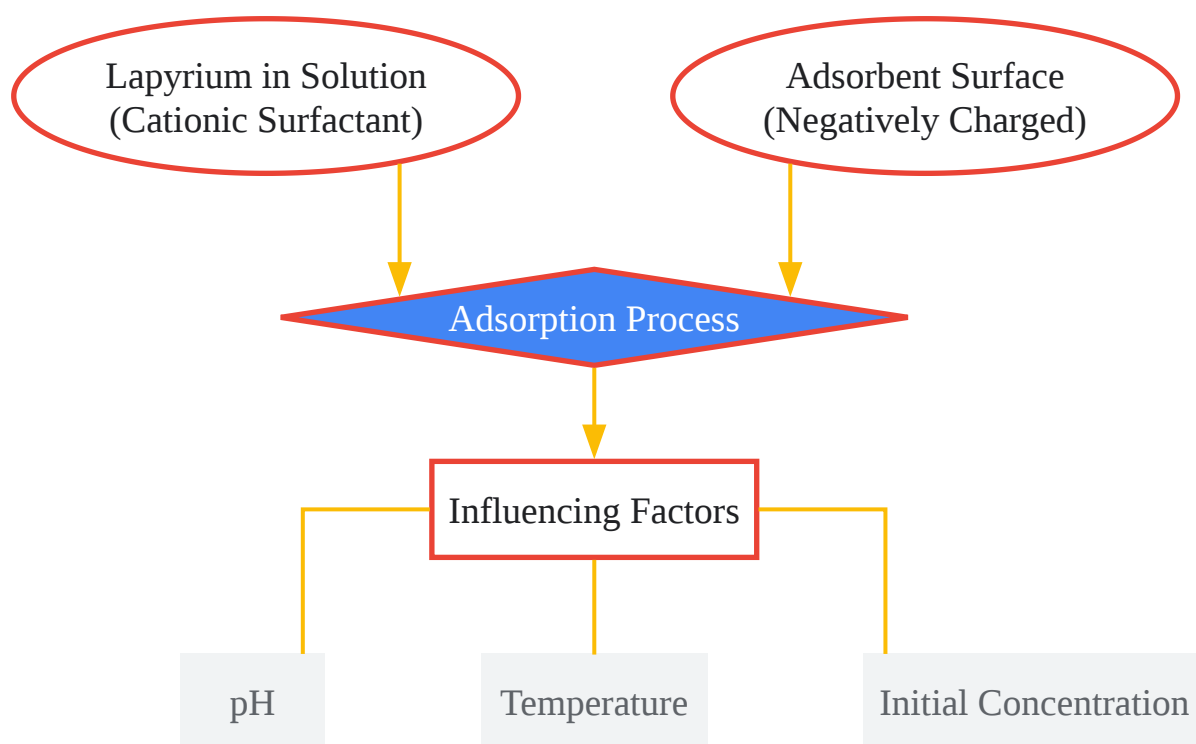 Lapyrium in Solution
(Cationic Surfactant)
Adsorbent Surface
(Negatively Charged)
Adsorption Process
Influencing Factors
pH
Temperature
Initial Concentration